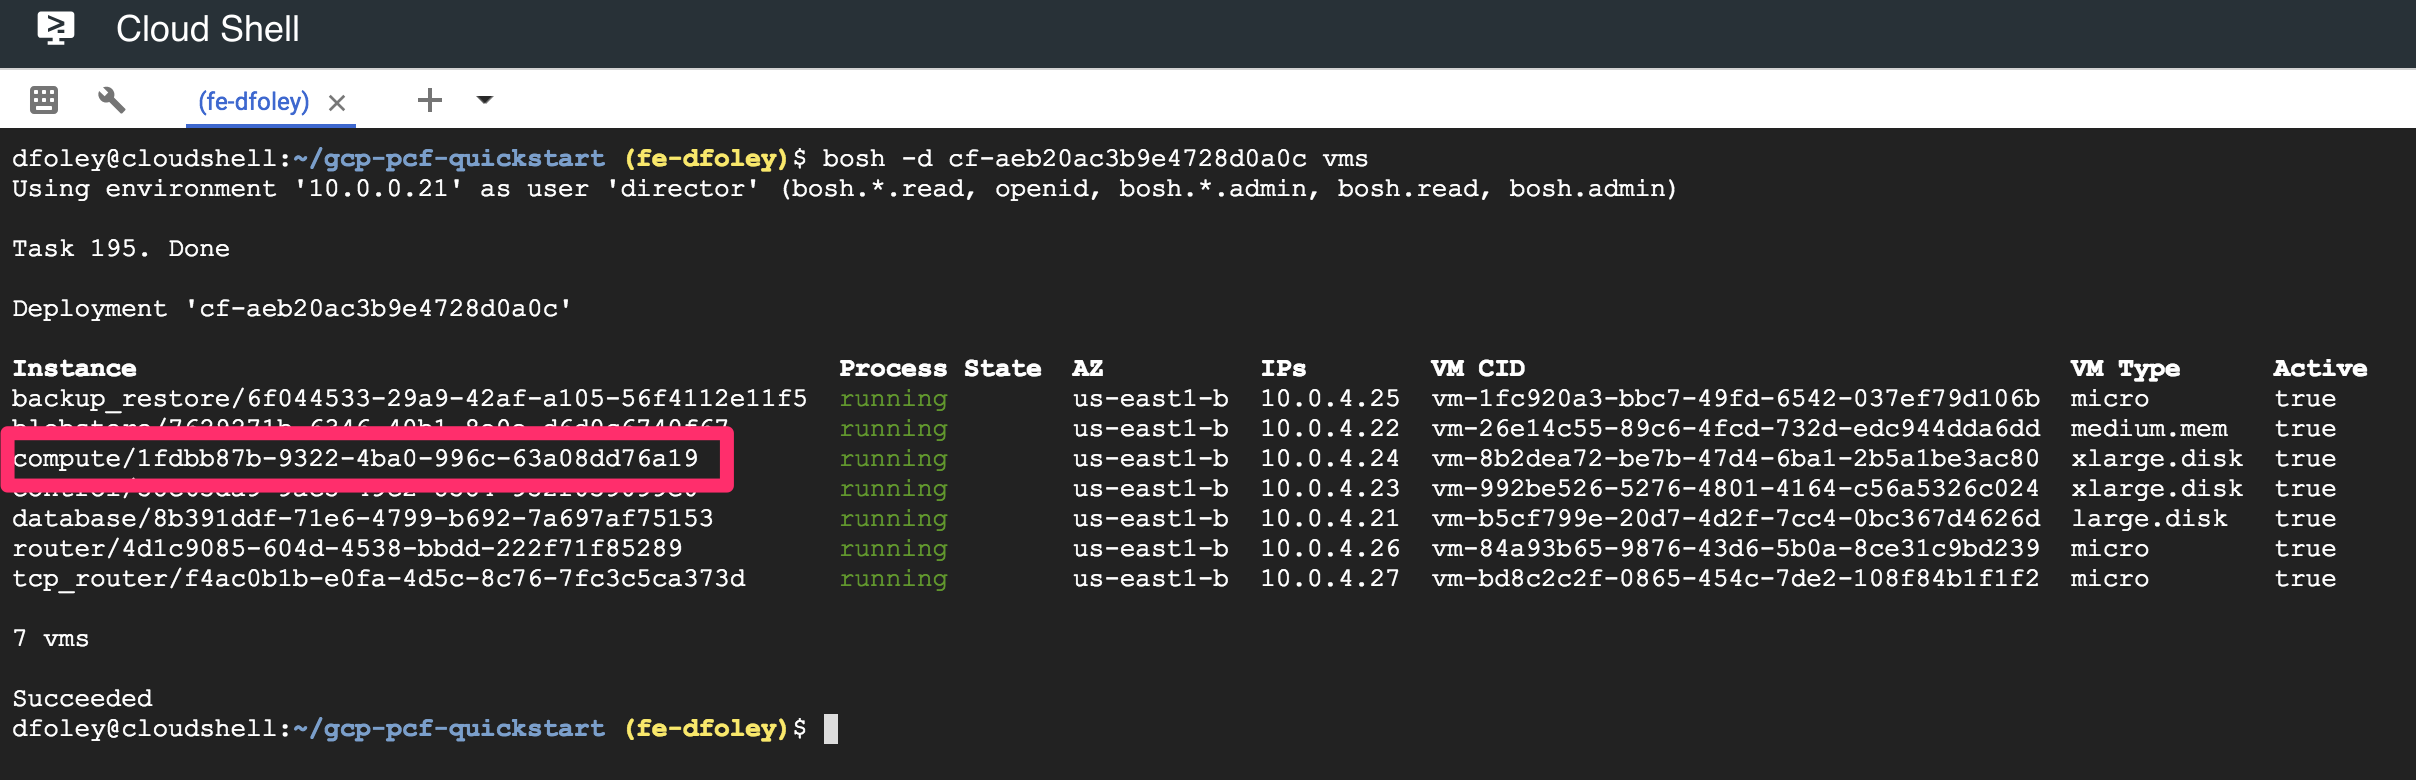 Cloud Shell
(fe-dfoley)
dfoley@cloudshell:~/gcp-pcf-quickstart (fe-dfoley)$ bosh -d cf-aeb20ac3b9e4728d0a0c vms
Using environment '10.0.0.21' as user 'director' (bosh.*.read, openid, bosh.*.admin, bosh.read, bosh.admin)
Task 195. Done
Deployment 'cf-aeb20ac3b9e4728d0a0c'
Instance Process State AZ IPs VM CID VM Type Active
backup_restore/6f044533-29a9-42af-a105-56f4112e11f5 running us-east1-b 10.0.4.25 vm-1fc920a3-bbc7-49fd-6542-037ef79d106b micro true
running us-east1-b 10.0.4.22 vm-26e14c55-89c6-4fcd-732d-edc944dda6dd medium.mem true
compute/1fdbb87b-9322-4ba0-996c-63a08dd76a19 running us-east1-b 10.0.4.24 vm-8b2dea72-be7b-47d4-6ba1-2b5a1be3ac80 xlarge.disk true
running us-east1-b 10.0.4.23 vm-992be526-5276-4801-4164-c56a5326c024 xlarge.disk true
database/8b391ddf-71e6-4799-b692-7a697af75153 running us-east1-b 10.0.4.21 vm-b5cf799e-20d7-4d2f-7cc4-0bc367d4626d large.disk true
router/4d1c9085-604d-4538-bbdd-222f71f85289 running us-east1-b 10.0.4.26 vm-84a93b65-9876-43d6-5b0a-8ce31c9bd239 micro true
tcp_router/f4ac0b1b-e0fa-4d5c-8c76-7fc3c5ca373d running us-east1-b 10.0.4.27 vm-bd8c2c2f-0865-454c-7de2-108f84b1f1f2 micro true
7 vms
Succeeded
dfoley@cloudshell:~/gcp-pcf-quickstart (fe-dfoley)$